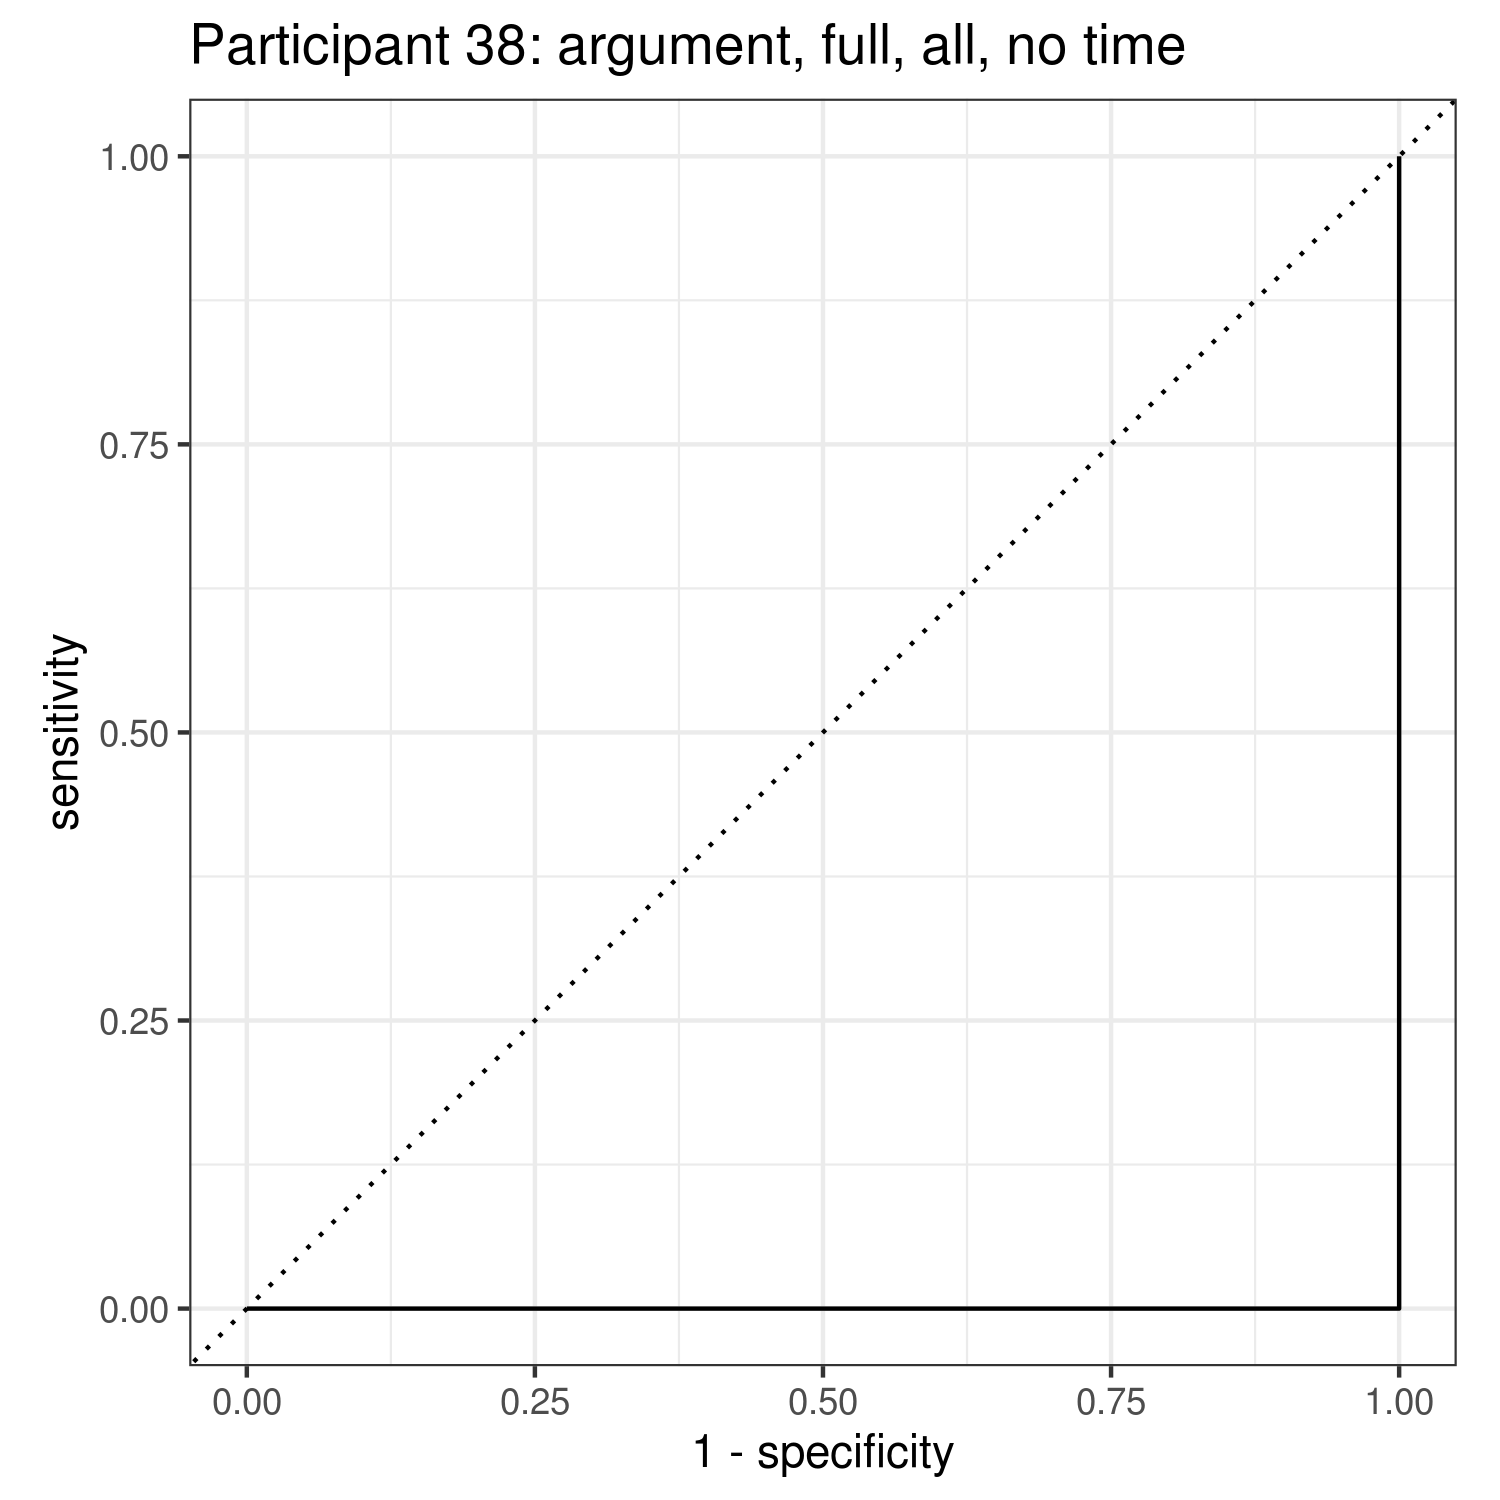 Participant 38: argument, full, all, no time
1.00
0.75
0.50
0.25
0.00
sensitivity
0.00 0.25 0.50 0.75 1.00
1 - specificity